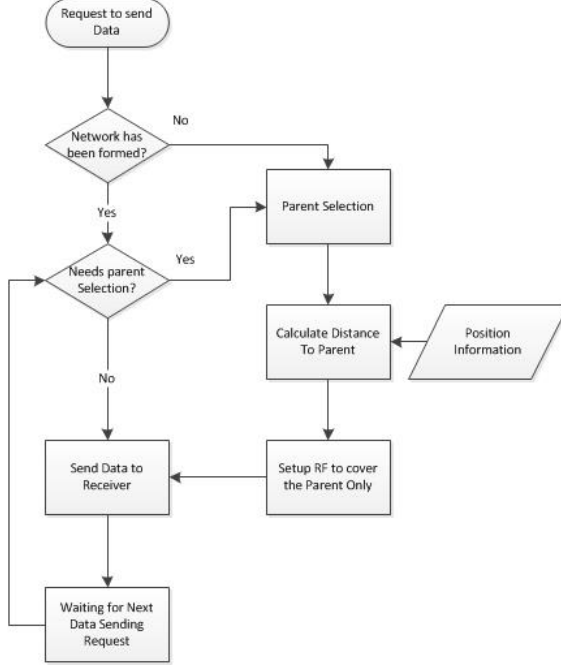 Request to send
Data
No
Network has
been formed?
Parent Selection
Yes
Yes
Needs parent
Selection?
Calculate Distance
To Parent
Position
Information
No
Send Data to
Receiver
Setup RF to cover
the Parent Only
Waiting for Next
Data Sending
Request